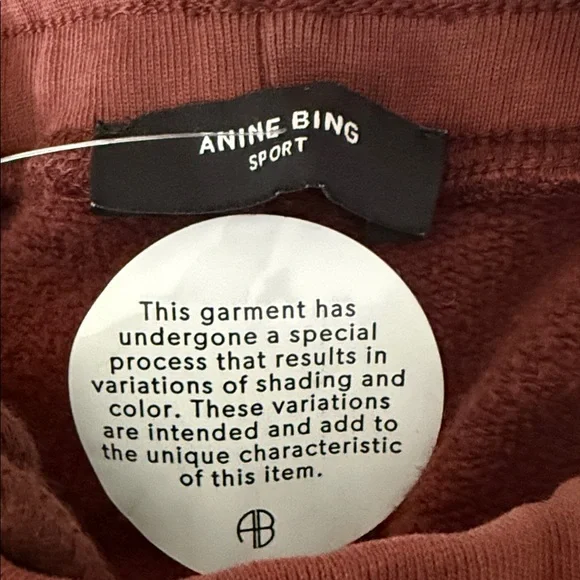 ANINE BING
SPORT
This garment has
undergone a special
process that results in
variations of shading and
color. These variations
are intended and add to
the unique characteristic
of this item.
AB